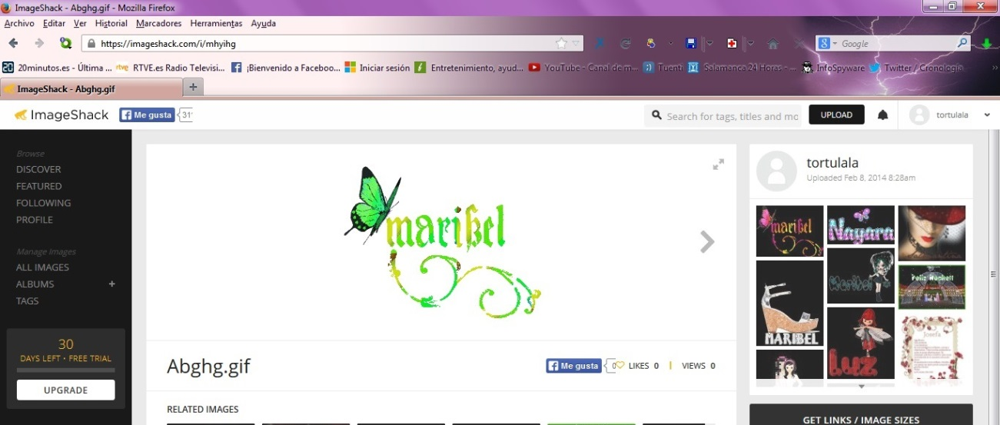 ImageShack - Abghg.gif - Mozilla Firefox
Archivo Editar Ver Historial Marcadores Herramientas Ayuda
https://imageshack.com/i/mhyihg
Google
20minutos.es - Última ... RTVE.es Radio Televisi... ¡Bienvenido a Faceboo... Iniciar sesión Entretenimiento, ayud... YouTube - Canal de m... Tuenti Salamanca 24 Horas - ... InfoSpyware Twitter / Cronología
ImageShack - Abghg.gif
ImageShack Me gusta 31
Search for tags, titles and mo
UPLOAD
tortulala
Browse
DISCOVER
FEATURED
FOLLOWING
PROFILE
Manage Images
ALL IMAGES
ALBUMS +
TAGS
30
DAYS LEFT • FREE TRIAL
UPGRADE
maribel
Abghg.gif
Me gusta 0 LIKES 0 VIEWS 0
RELATED IMAGES
tortulala
Uploaded Feb 8, 2014 8:28am
maribel
Nayara
Maribel
MARIBEL
Luz
Josefa
GET LINKS / IMAGE SIZES